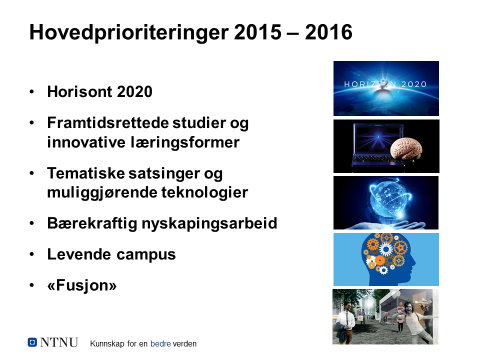 Hovedprioriteringer 2015 – 2016
• Horisont 2020
• Framtidsrettede studier og
innovative læringsformer
• Tematiske satsinger og
muliggjørende teknologier
• Bærekraftig nyskapingsarbeid
• Levende campus
• «Fusjon»
HORIZON 2020
NTNU Kunnskap for en bedre verden